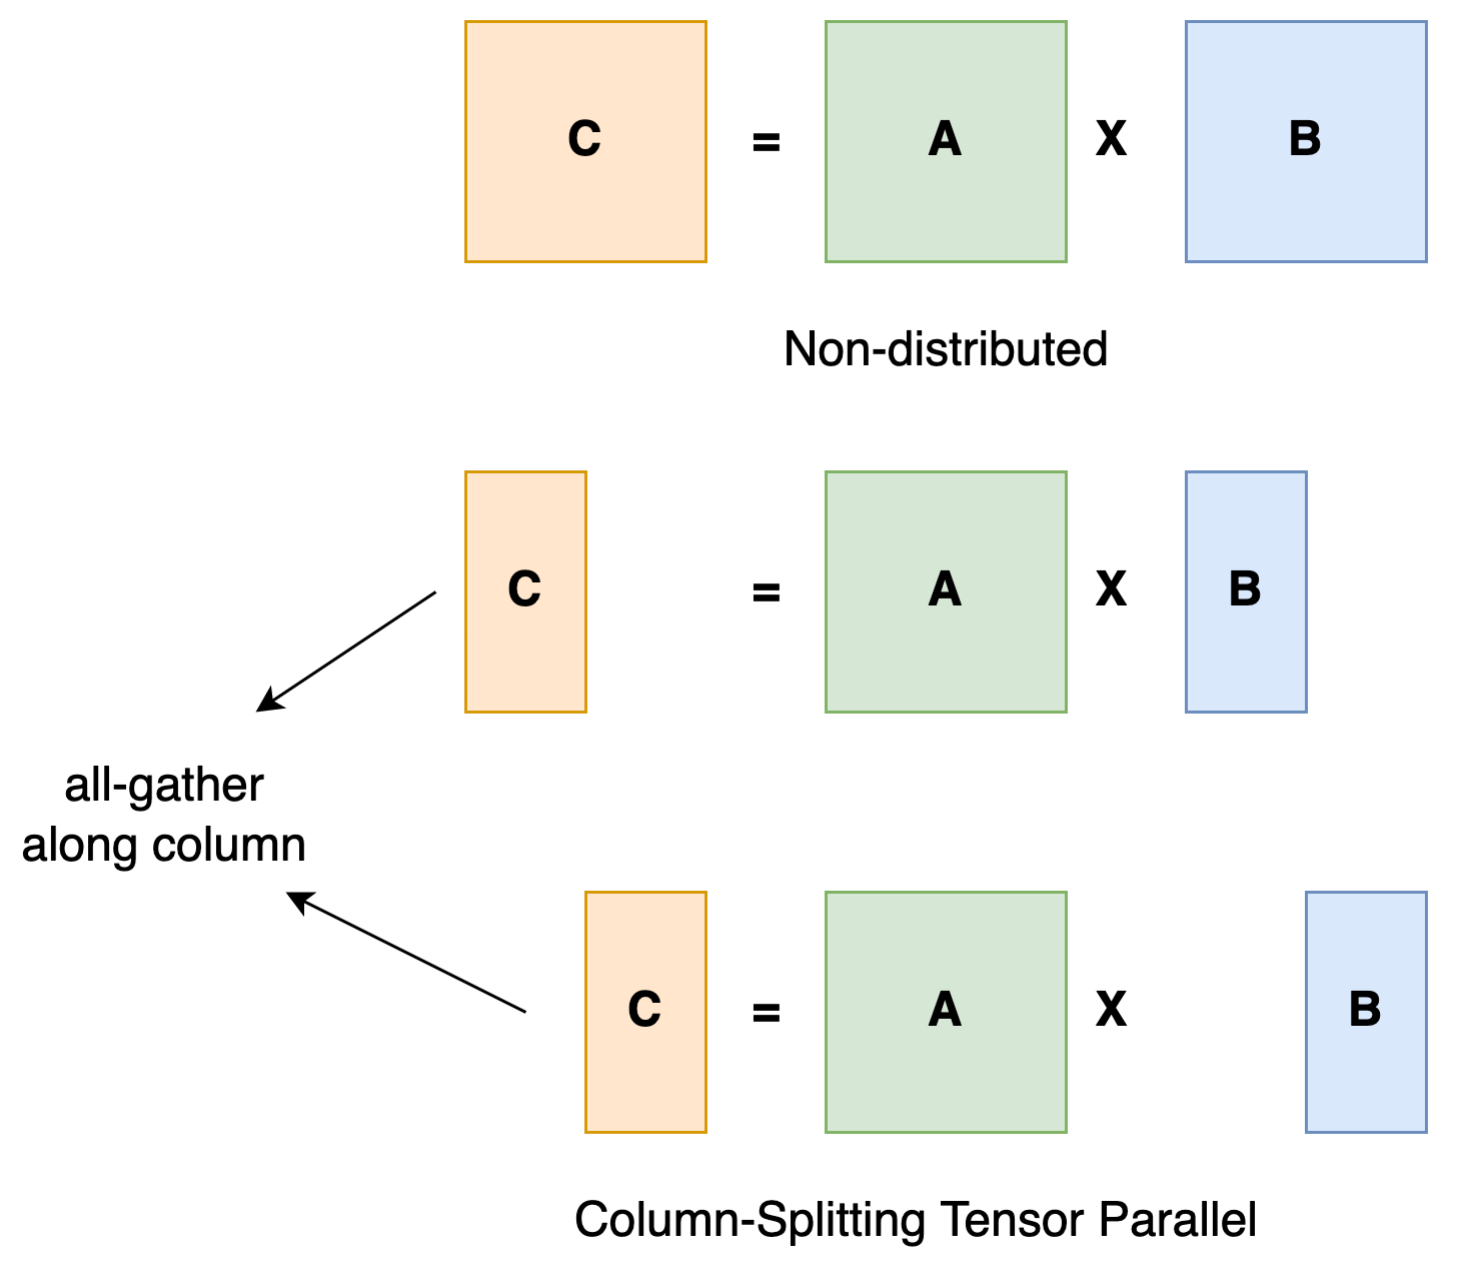 C = A X B
Non-distributed
C = A X B
all-gather
along column
C = A X B
Column-Splitting Tensor Parallel